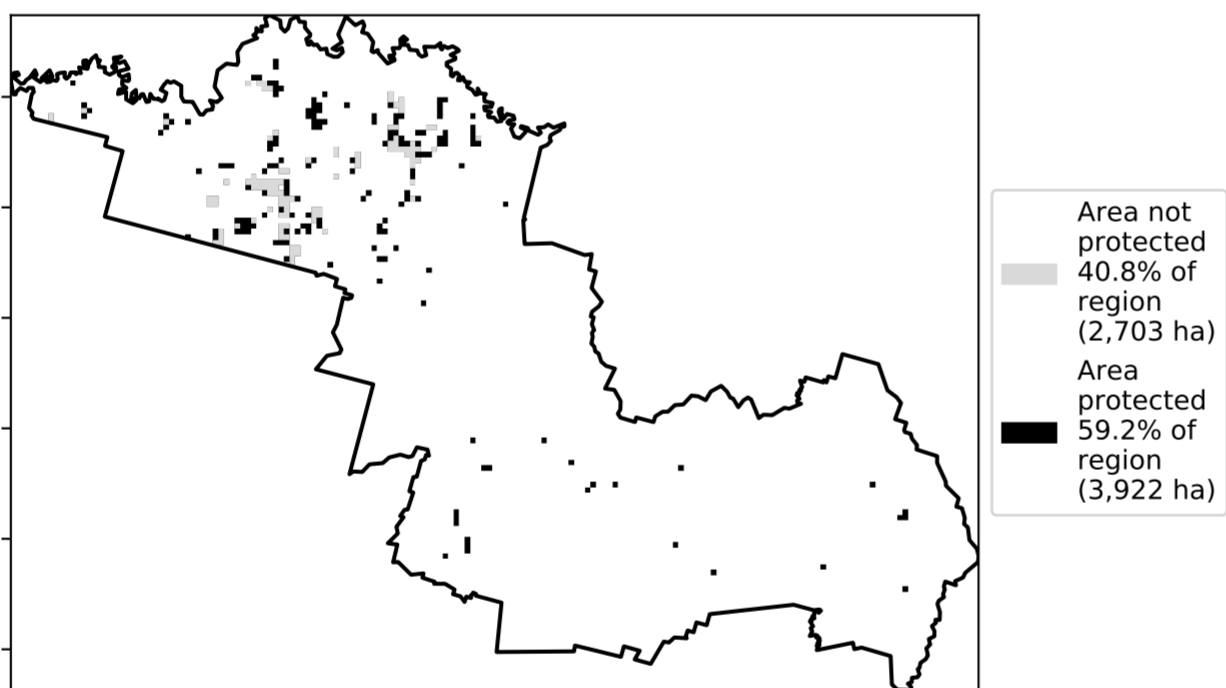 Area not
protected
40.8% of
region
(2,703 ha)
Area
protected
59.2% of
region
(3,922 ha)